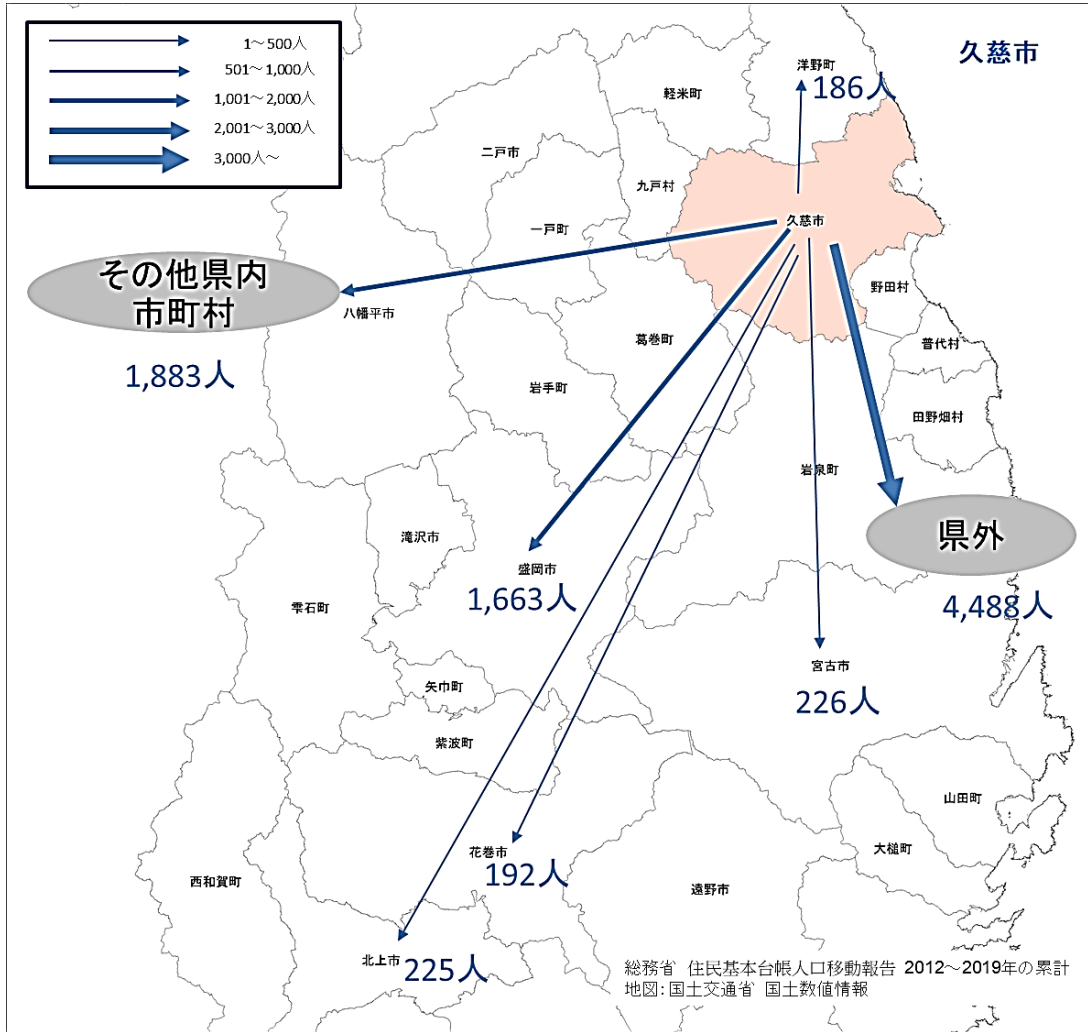 1～500人
501～1,000人
1,001～2,000人
2,001～3,000人
3,000人～
久慈市
洋野町
186人
軽米町
二戸市
九戸村
一戸町
久慈市
その他県内
市町村
1,883人
八幡平市
野田村
普代村
葛巻町
岩手町
田野畑村
岩泉町
滝沢市
県外
4,488人
盛岡市
1,663人
雫石町
宮古市
226人
矢巾町
紫波町
山田町
大槌町
花巻市
192人
西和賀町
遠野市
北上市
225人
総務省 住民基本台帳人口移動報告 2012～2019年の累計
地図：国土交通省 国土数値情報